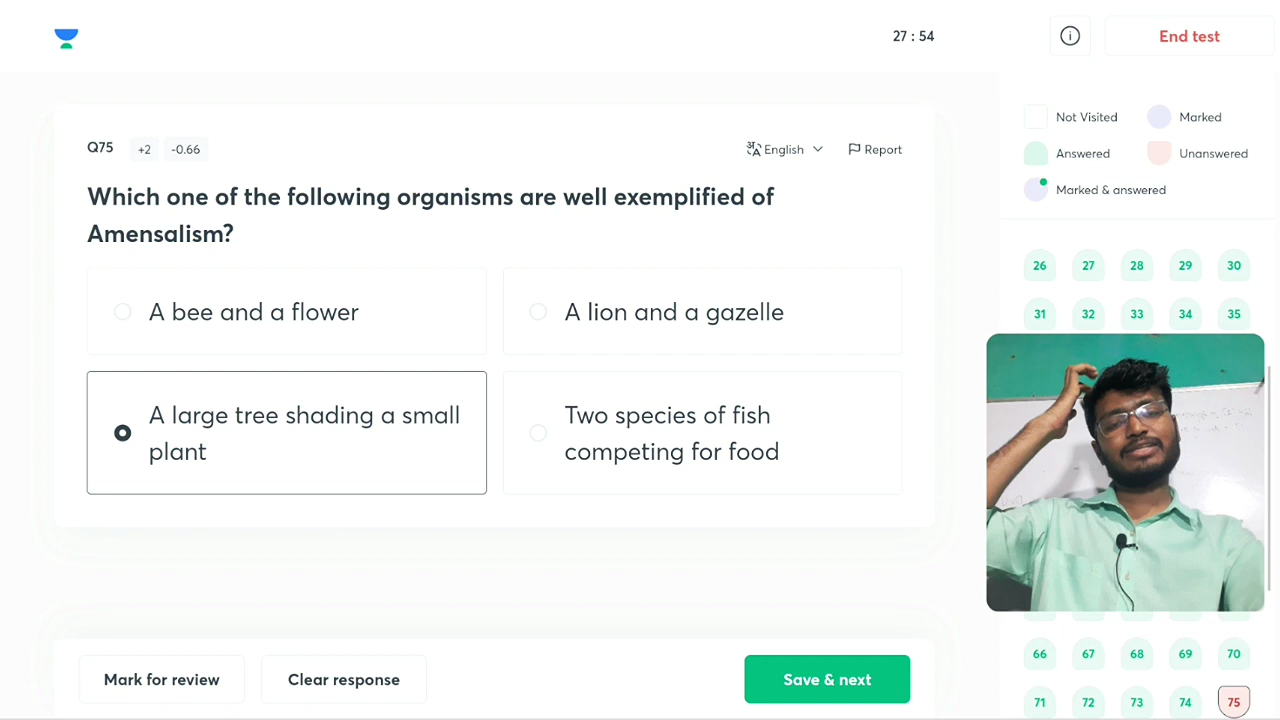 27 : 54
End test
Not Visited
Marked
Answered
Unanswered
Marked & answered
Q75
+2
-0.66
English
Report
Which one of the following organisms are well exemplified of
Amensalism?
A bee and a flower
A lion and a gazelle
A large tree shading a small
plant
Two species of fish
competing for food
26 27 28 29 30
31 32 33 34 35
66 67 68 69 70
71 72 73 74 75
Mark for review
Clear response
Save & next